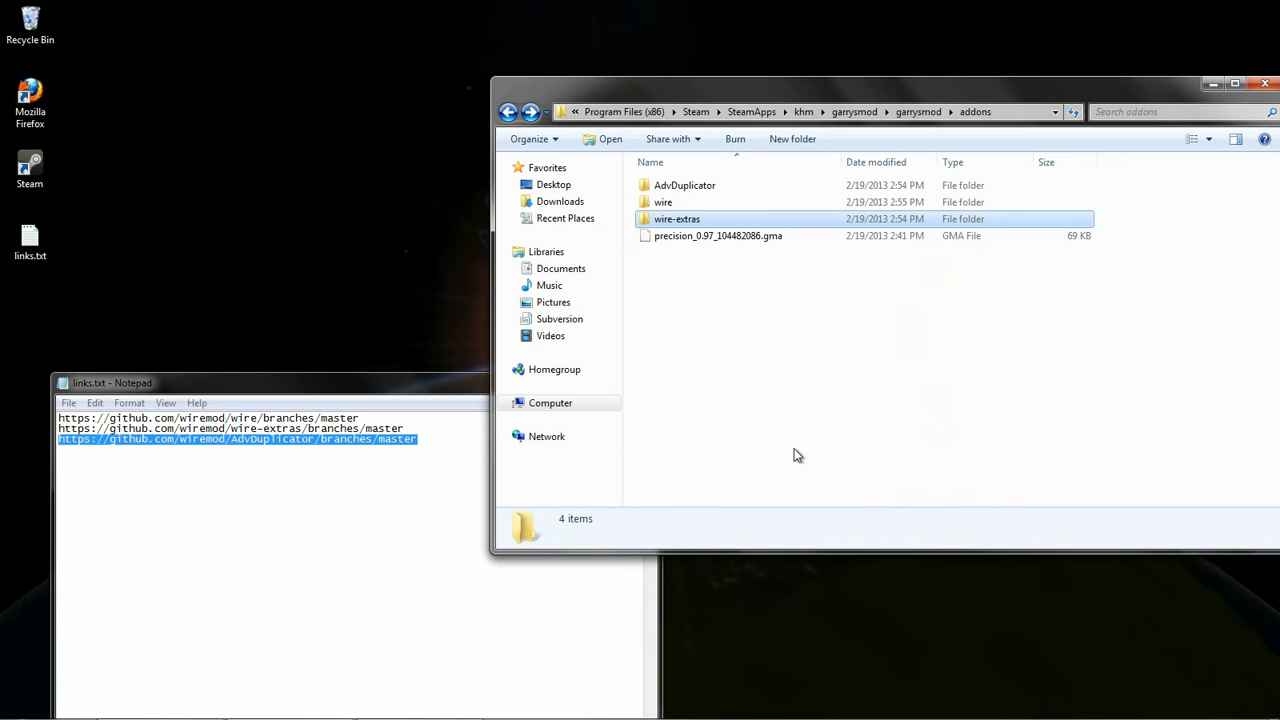 Recycle Bin
Mozilla
Firefox
Steam
links.txt
« Program Files (x86) Steam SteamApps khm garrysmod garrysmod addons
Search addons
Organize Open Share with Burn New folder
Name Date modified Type Size
Favorites
Desktop
Downloads
Recent Places
Libraries
Documents
Music
Pictures
Subversion
Videos
Homegroup
Computer
Network
AdvDuplicator 2/19/2013 2:54 PM File folder
wire 2/19/2013 2:55 PM File folder
wire-extras 2/19/2013 2:54 PM File folder
precision_0.97_104482086.gma 2/19/2013 2:41 PM GMA File 69 KB
4 items
links.txt - Notepad
File Edit Format View Help
https://github.com/wiremod/wire/branches/master
https://github.com/wiremod/wire-extras/branches/master
https://github.com/wiremod/AdvDuplicator/branches/master